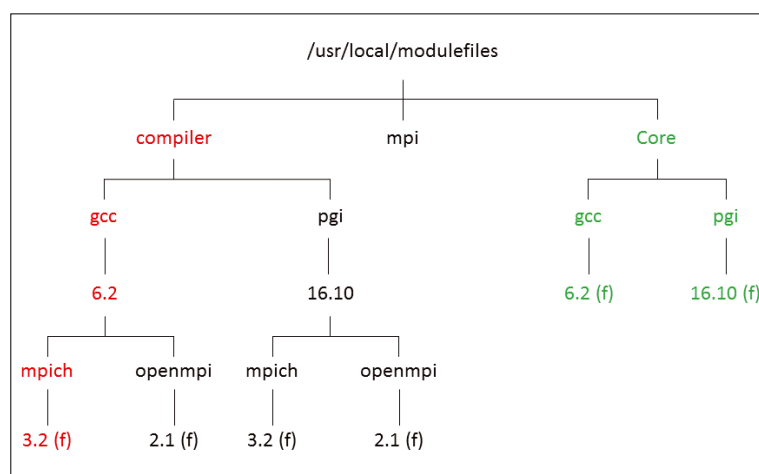 /usr/local/modulefiles
compiler mpi Core
gcc pgi gcc pgi
6.2 16.10 6.2 (f) 16.10 (f)
mpich openmpi mpich openmpi
3.2 (f) 2.1 (f) 3.2 (f) 2.1 (f)